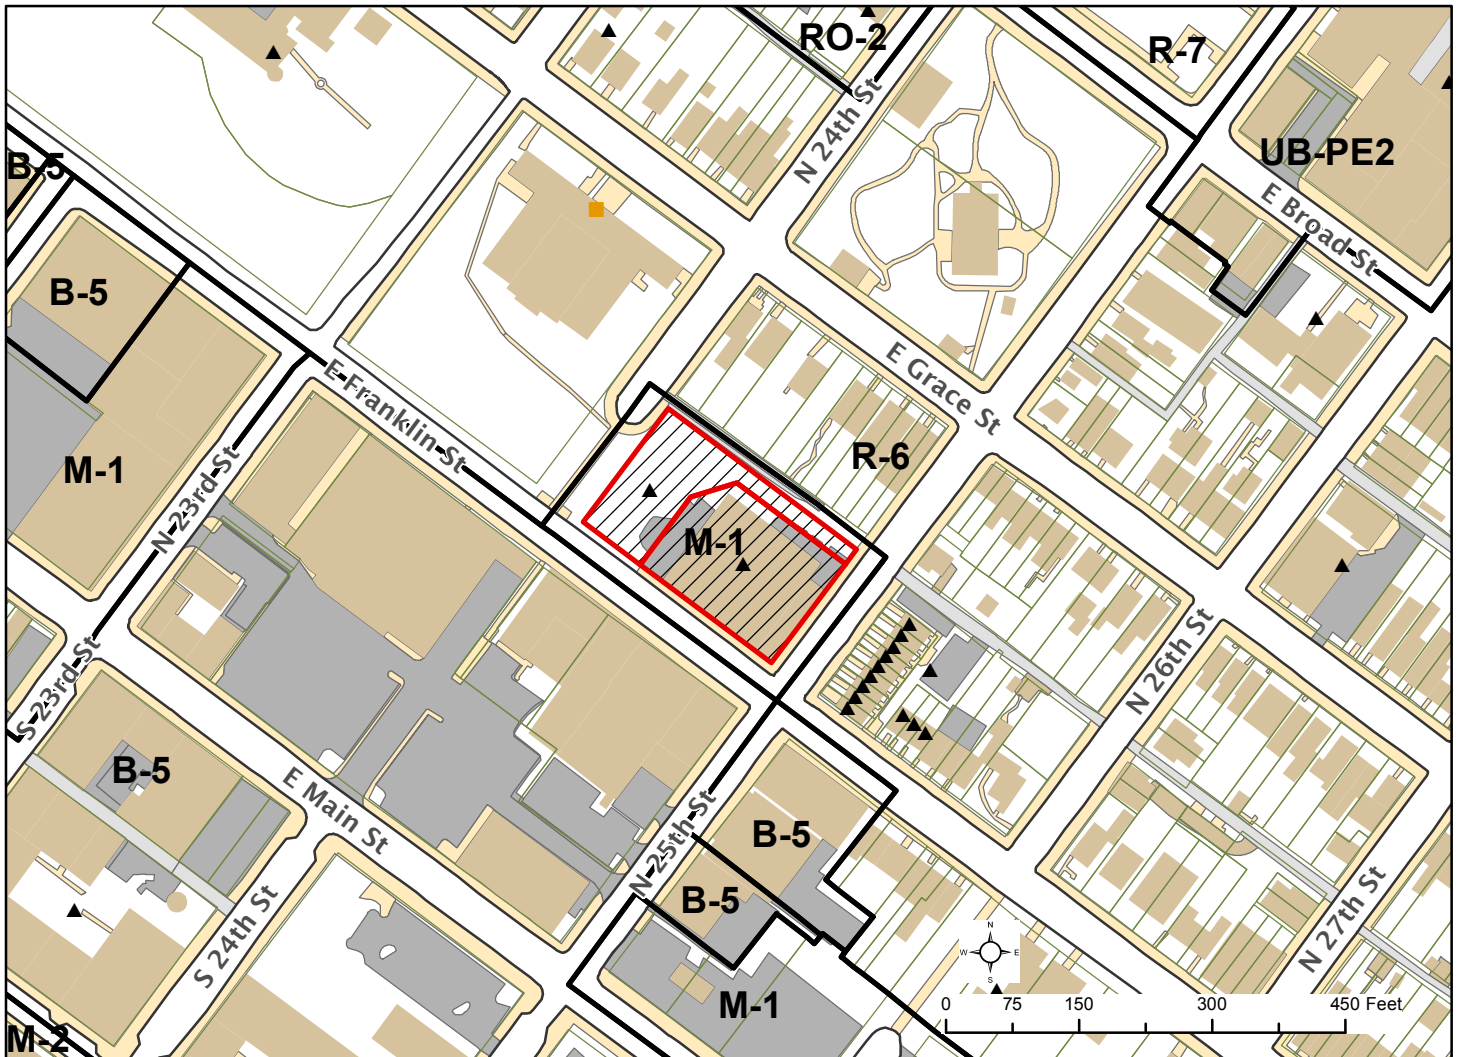 RO-2
R-7
N 24th St
B-5
UB-PE2
E Broad St
B-5
E Franklin St
E Grace St
R-6
M-1
N 23rd St
M-1
S 23rd St
N 26th St
B-5
E Main St
N 25th St
B-5
B-5
S 24th St
N 27th St
N
W E
S
M-1
0 75 150 300 450 Feet
M-2